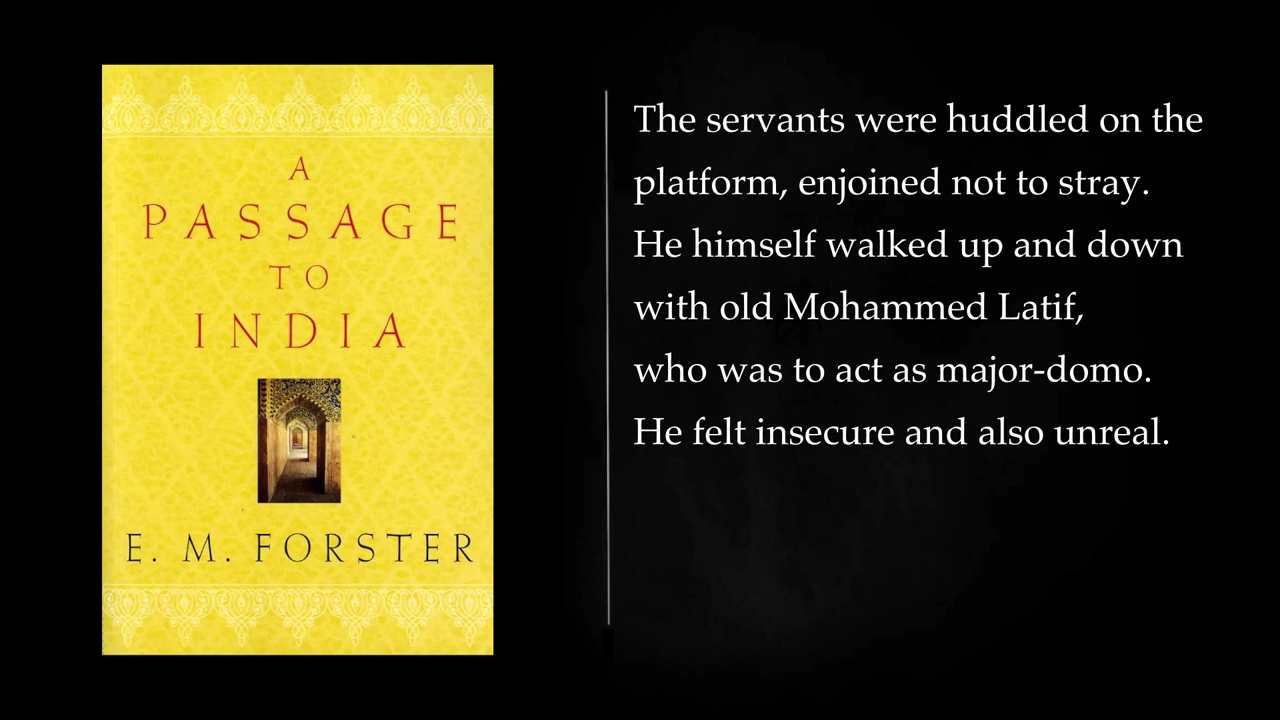 A
PASSAGE
TO
INDIA
E. M. FORSTER
The servants were huddled on the
platform, enjoined not to stray.
He himself walked up and down
with old Mohammed Latif,
who was to act as major-domo.
He felt insecure and also unreal.